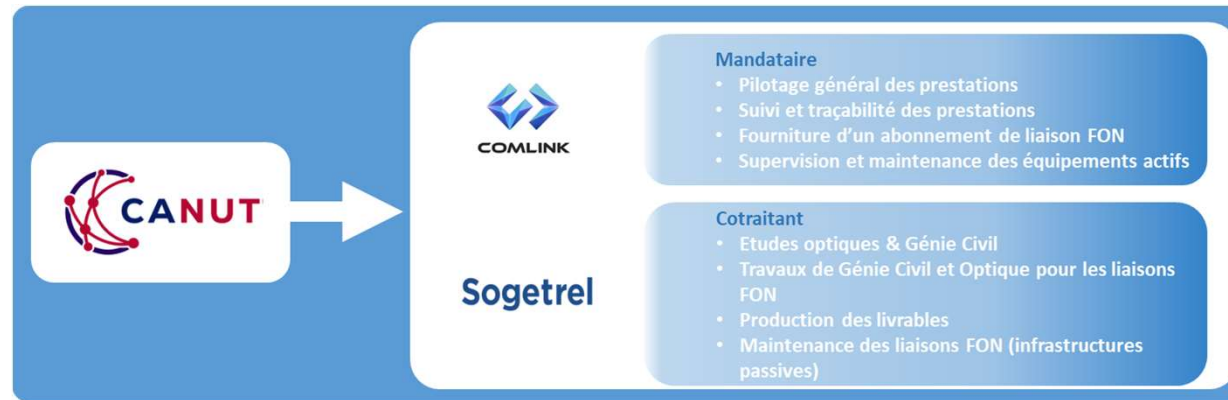 CANUT
COMLINK
Mandataire
• Pilotage général des prestations
• Suivi et traçabilité des prestations
• Fourniture d’un abonnement de liaison FON
• Supervision et maintenance des équipements actifs
Sogetrel
Cotraitant
• Etudes optiques & Génie Civil
• Travaux de Génie Civil et Optique pour les liaisons
FON
• Production des livrables
• Maintenance des liaisons FON (infrastructures
passives)